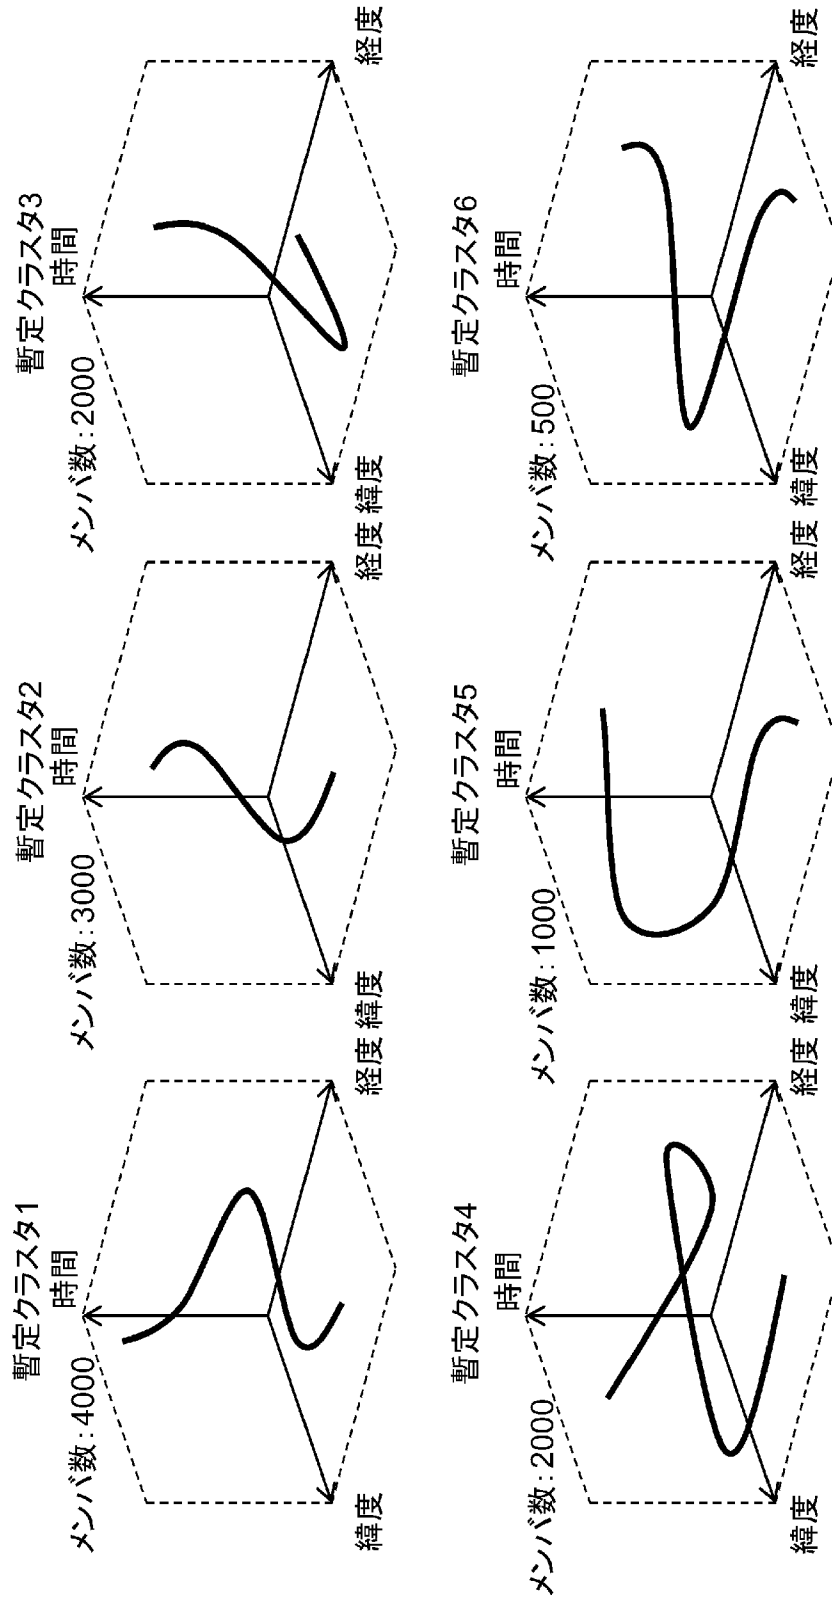 暫定クラスタ1
時間
メンバ数:4000
緯度
経度
暫定クラスタ2
時間
メンバ数:3000
緯度
経度
暫定クラスタ3
時間
メンバ数:2000
緯度
経度
暫定クラスタ4
時間
メンバ数:2000
緯度
経度
暫定クラスタ5
時間
メンバ数:1000
緯度
経度
暫定クラスタ6
時間
メンバ数:500
緯度
経度